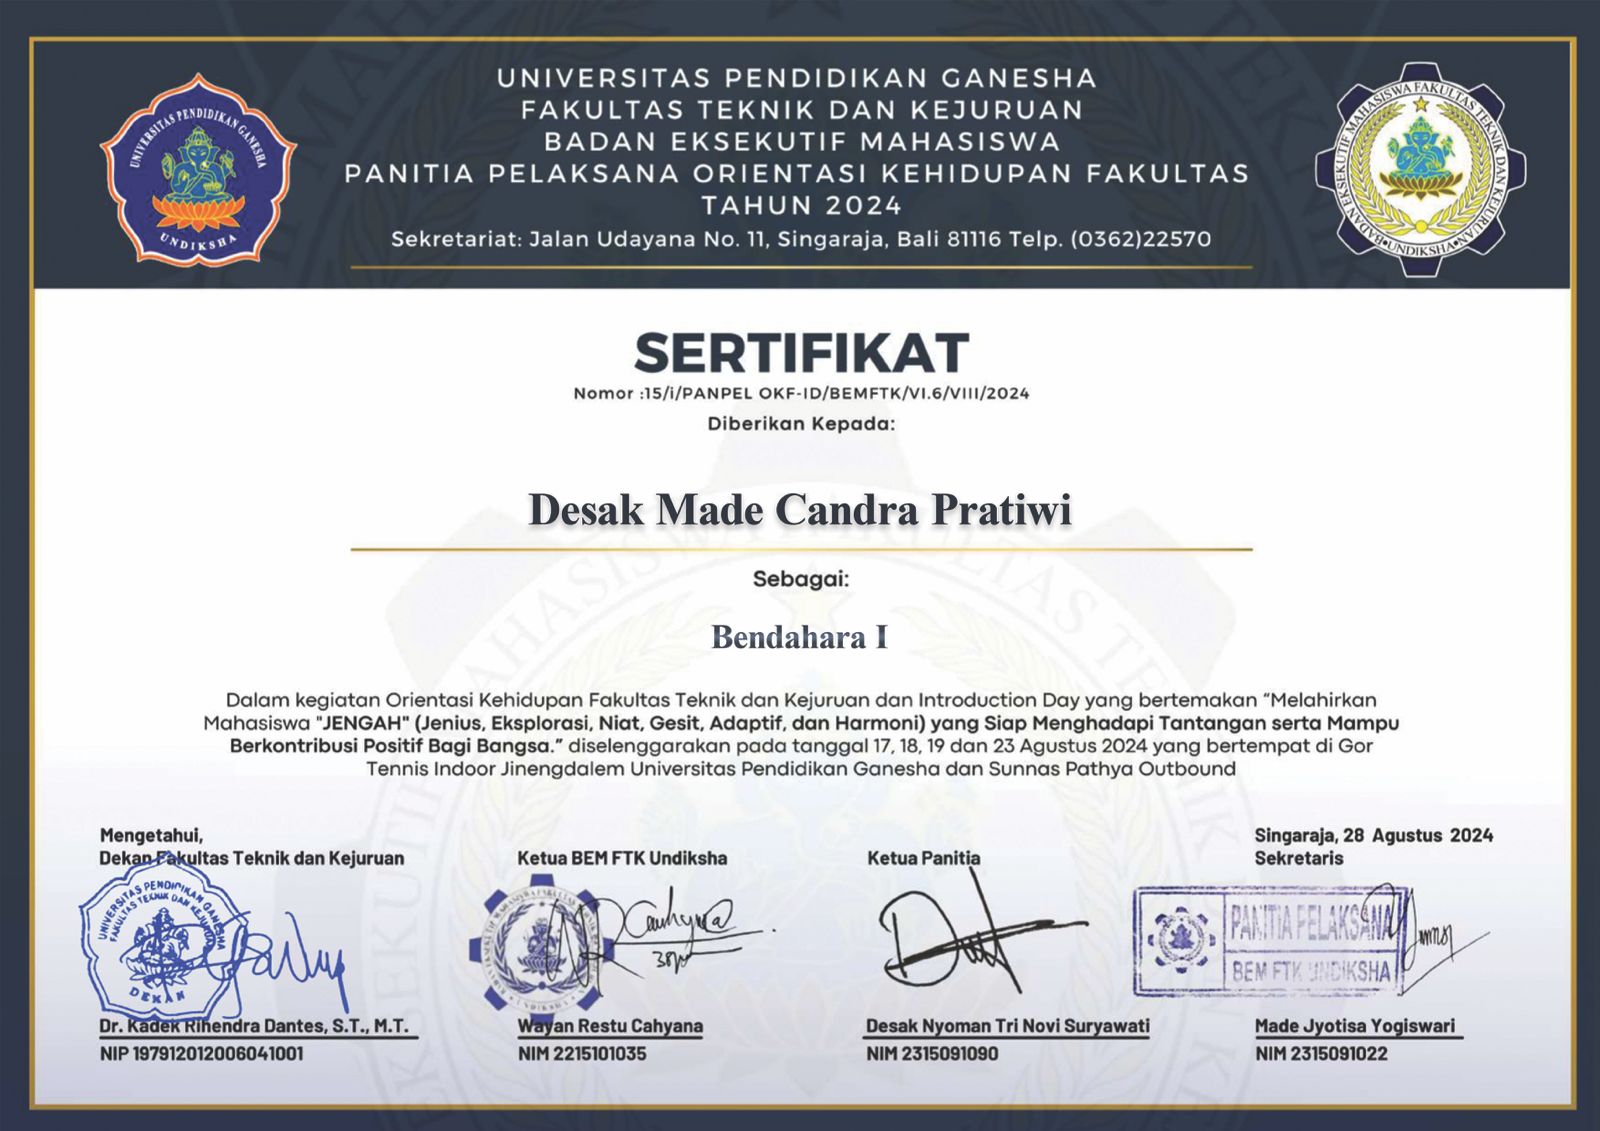 UNIVERSITAS PENDIDIKAN GANESHA
FAKULTAS TEKNIK DAN KEJURUAN
BADAN EKSEKUTIF MAHASISWA
PANITIA PELAKSANA ORIENTASI KEHIDUPAN FAKULTAS
TAHUN 2024
Sekretariat: Jalan Udayana No. 11, Singaraja, Bali 81116 Telp. (0362)22570
UNIVERSITAS PENDIDIKAN GANESHA
UNDIKSHA
BADAN EKSEKUTIF MAHASISWA FAKULTAS TEKNIK DAN KEJURUAN
UNDIKSHA
SERTIFIKAT
Nomor :15/i/PANPEL OKF-ID/BEMFTK/VI.6/VIII/2024
Diberikan Kepada:
Desak Made Candra Pratiwi
Sebagai:
Bendahara I
Dalam kegiatan Orientasi Kehidupan Fakultas Teknik dan Kejuruan dan Introduction Day yang bertemakan “Melahirkan
Mahasiswa "JENGAH" (Jenius, Eksplorasi, Niat, Gesit, Adaptif, dan Harmoni) yang Siap Menghadapi Tantangan serta Mampu
Berkontribusi Positif Bagi Bangsa.” diselenggarakan pada tanggal 17, 18, 19 dan 23 Agustus 2024 yang bertempat di Gor
Tennis Indoor Jinengdalem Universitas Pendidikan Ganesha dan Sunnas Pathya Outbound
Mengetahui,
Dekan Fakultas Teknik dan Kejuruan
UNIVERSITAS PENDIDIKAN GANESHA
FAKULTAS TEKNIK DAN KEJURUAN
DEKAN
Dr. Kadek Rihendra Dantes, S.T., M.T.
NIP 197912012006041001
Ketua BEM FTK Undiksha
Wayan Restu Cahyana
NIM 2215101035
Ketua Panitia
Desak Nyoman Tri Novi Suryawati
NIM 2315091090
Singaraja, 28 Agustus 2024
Sekretaris
PANITIA PELAKSANA
BEM FTK UNDIKSHA
Made Jyotisa Yogiswari
NIM 2315091022